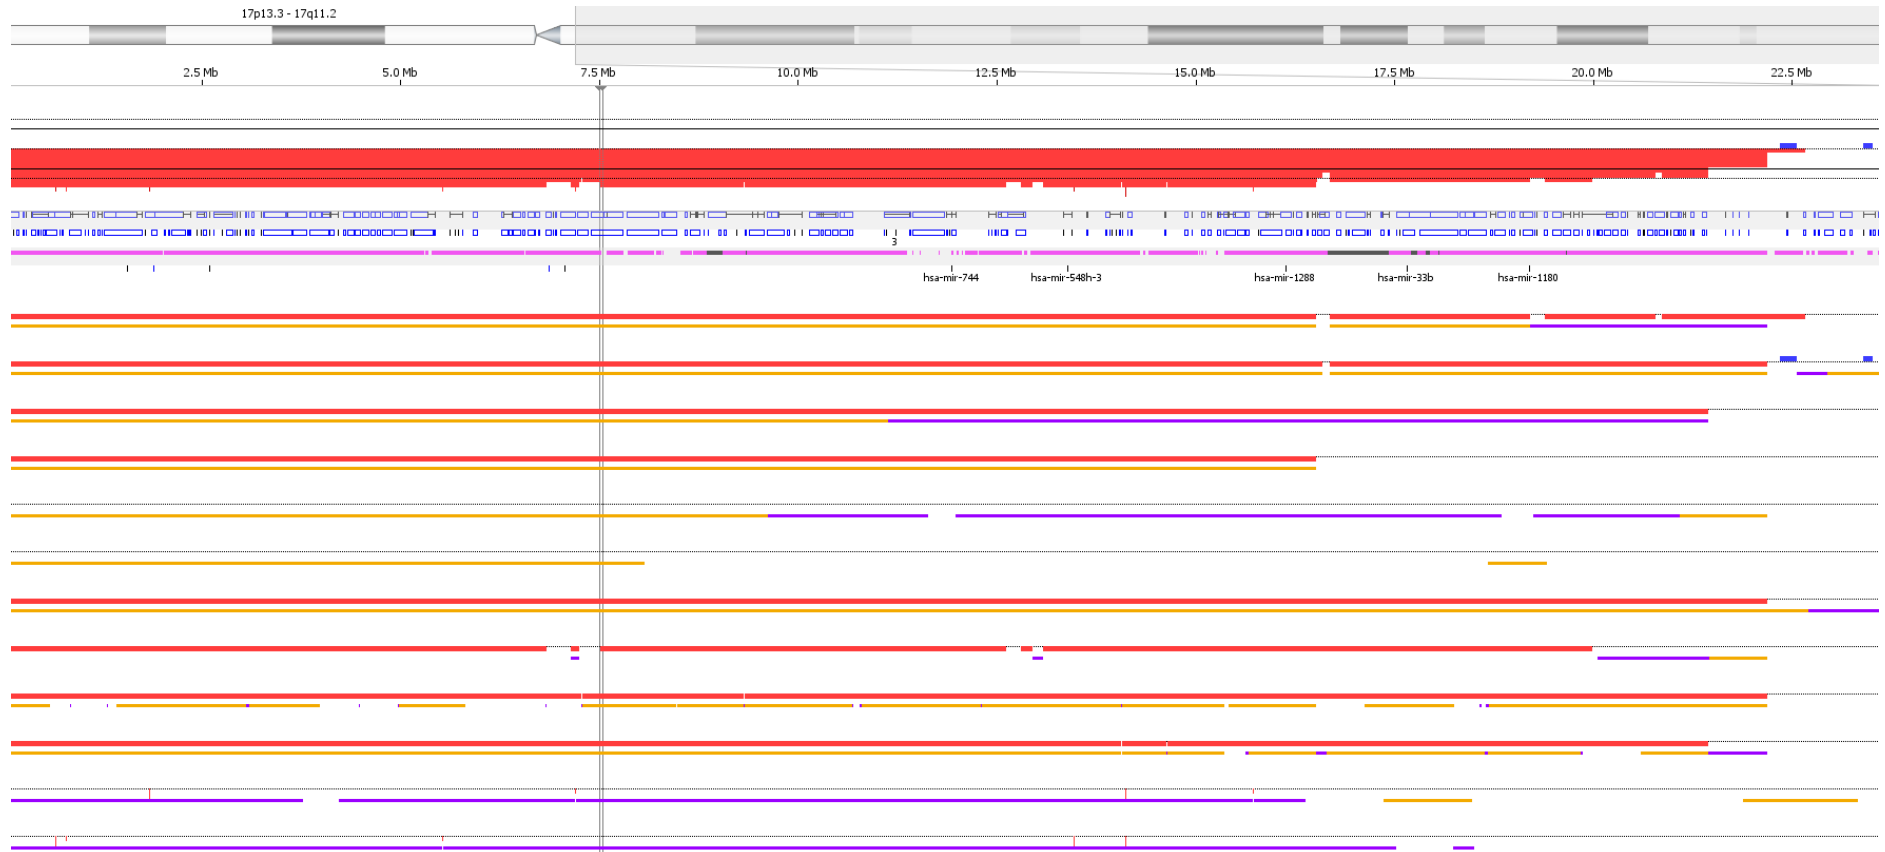 17p13.3 - 17q11.2
2.5 Mb 5.0 Mb 7.5 Mb 10.0 Mb 12.5 Mb 15.0 Mb 17.5 Mb 20.0 Mb 22.5 Mb
3
hsa-mir-744 hsa-mir-548h-3 hsa-mir-1288 hsa-mir-33b hsa-mir-1180